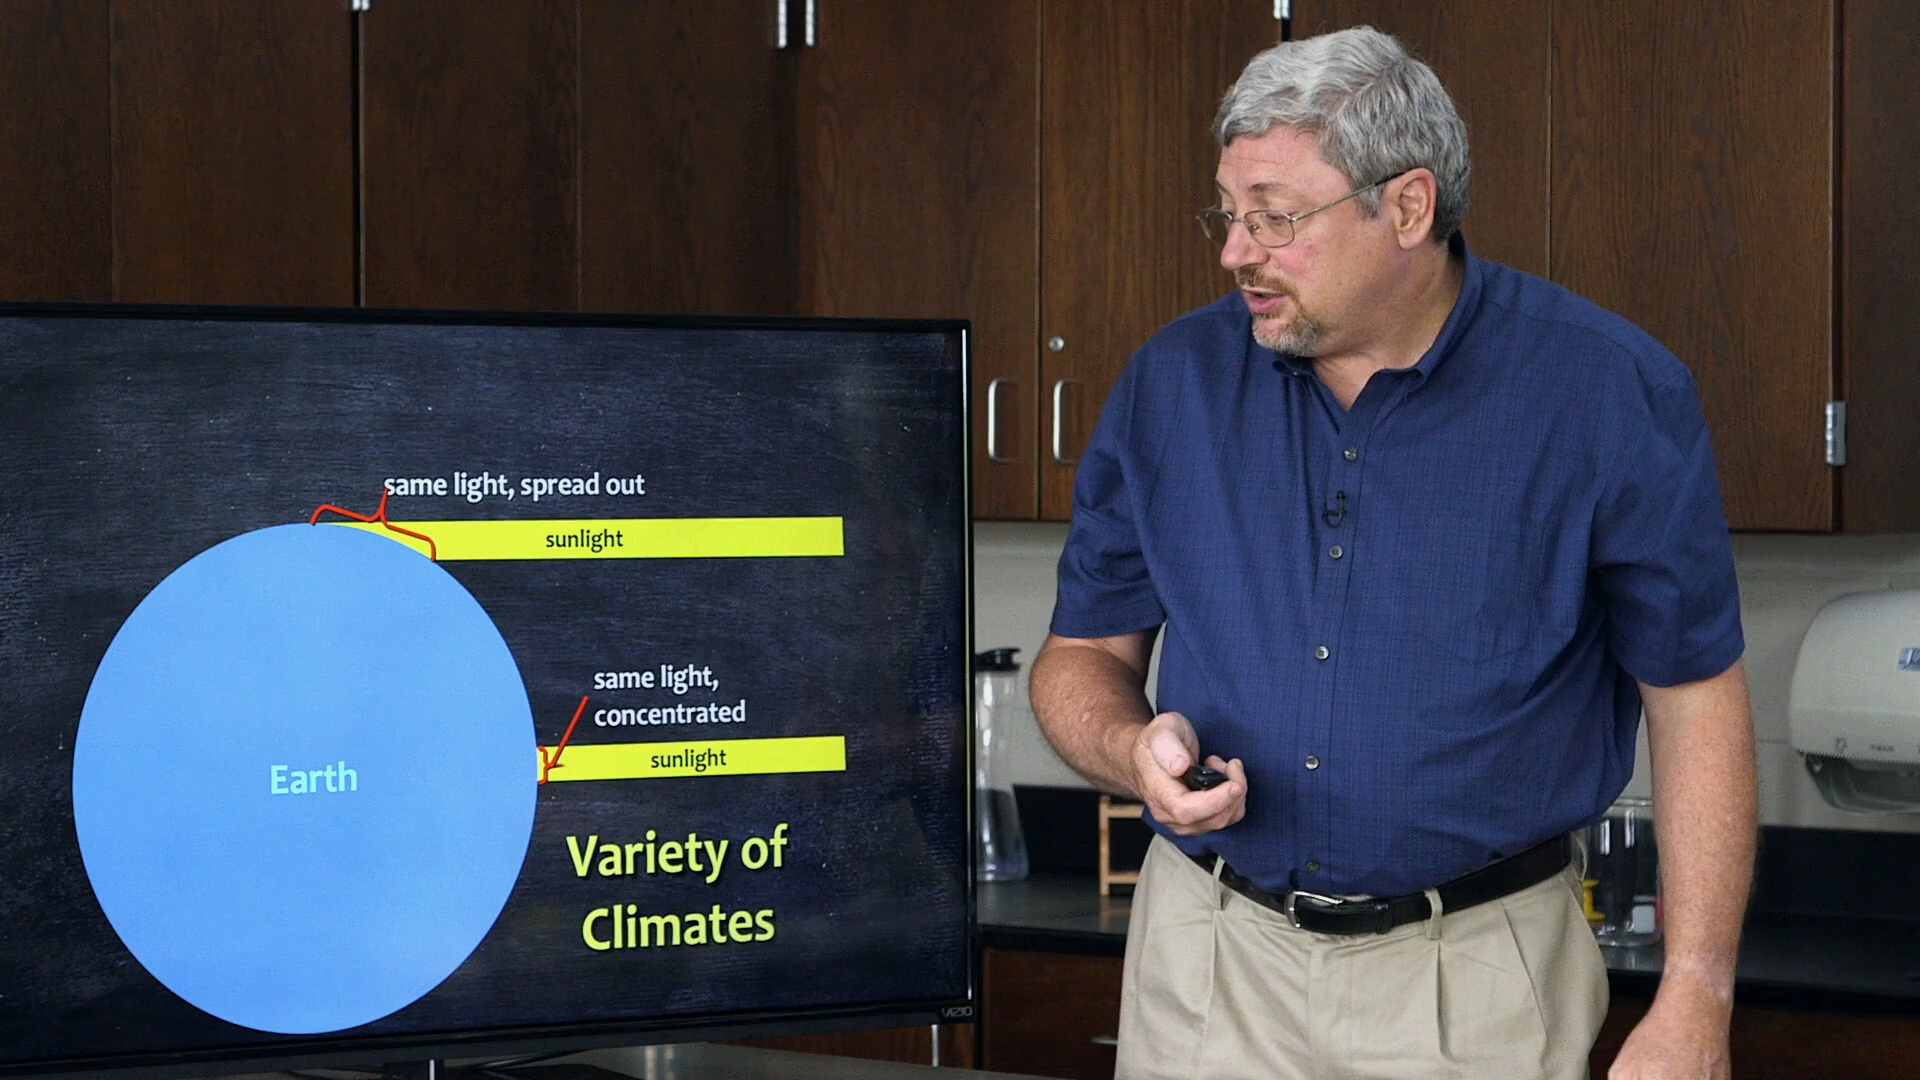 same light, spread out
sunlight
same light,
concentrated
sunlight
Earth
Variety of
Climates
VIZIO